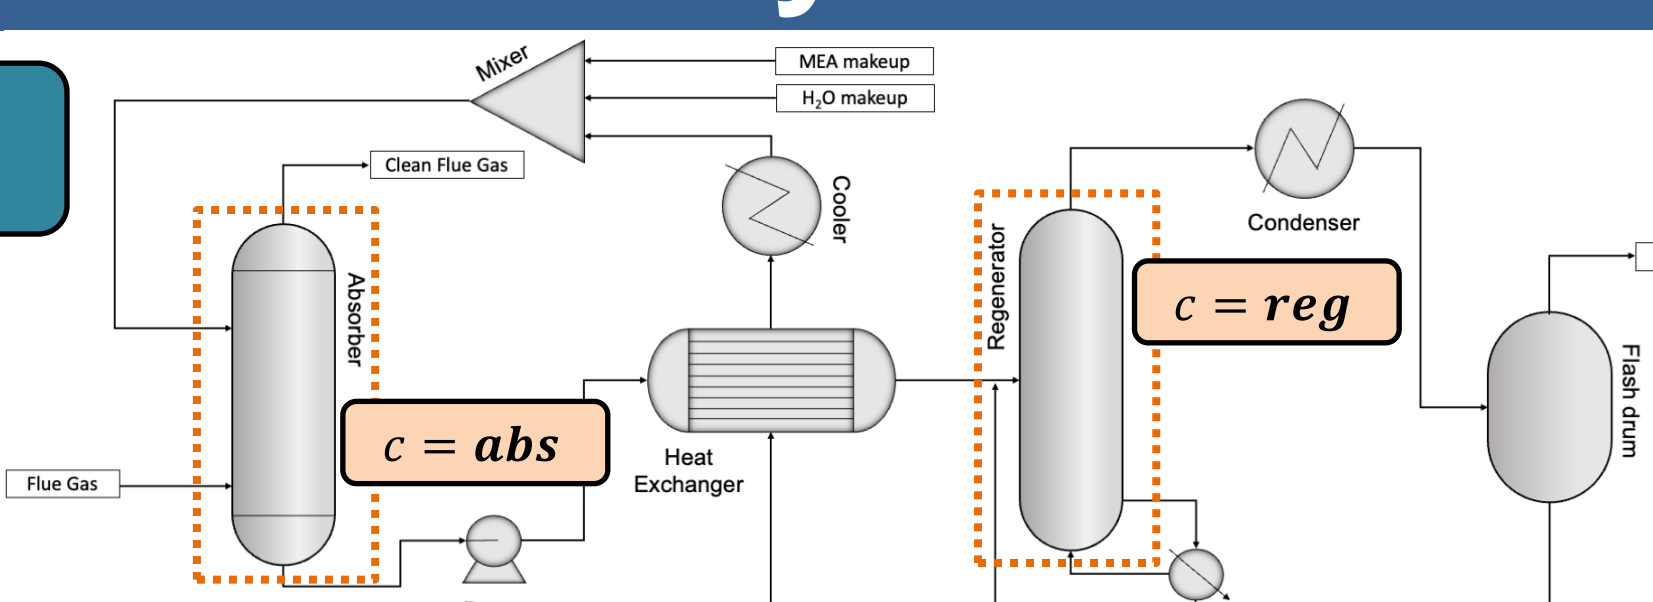 Mixer
MEA makeup
H₂O makeup
Clean Flue Gas
Cooler
Condenser
Absorber
Regenerator
c = reg
Flash drum
c = abs
Heat
Exchanger
Flue Gas